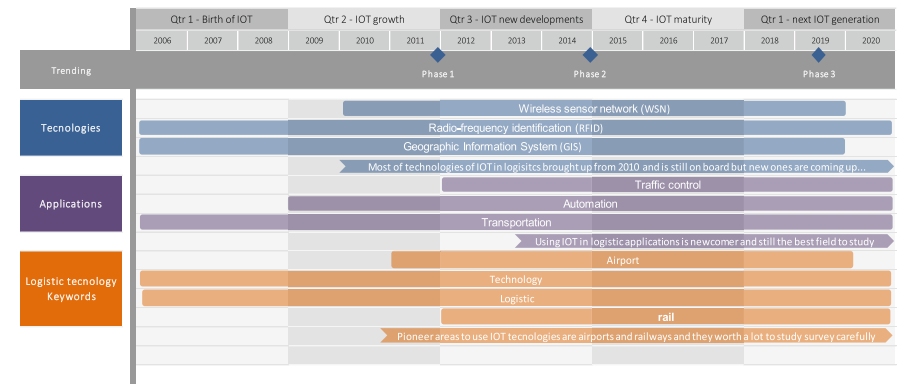 Qtr 1 - Birth of IOT Qtr 2 - IOT growth Qtr 3 - IOT new developments Qtr 4 - IOT maturity Qtr 1 - next IOT generation
2006 2007 2008 2009 2010 2011 2012 2013 2014 2015 2016 2017 2018 2019 2020
Trending
Phase 1 Phase 2 Phase 3
Tecnologies
Wireless sensor network (WSN)
Radio-frequency identification (RFID)
Geographic Information System (GIS)
Most of technologies of IOT in logisitcs brought up from 2010 and is still on board but new ones are coming up...
Applications
Traffic control
Automation
Transportation
Using IOT in logistic applications is newcomer and still the best field to study
Logistic tecnology
Keywords
Airport
Technology
Logistic
rail
Pioneer areas to use IOT tecnologies are airports and railways and they worth a lot to study survey carefully